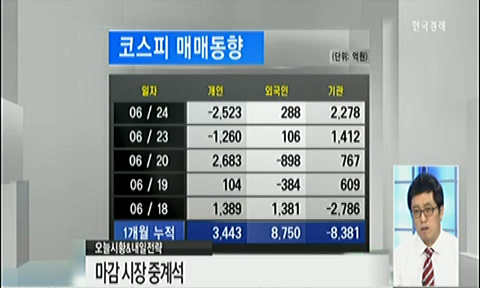 한국경제
코스피 매매동향
(단위: 억원)
일자 개인 외국인 기관
06 / 24 -2,523 288 2,278
06 / 23 -1,260 106 1,412
06 / 20 2,683 -898 767
06 / 19 104 -384 609
06 / 18 1,389 1,381 -2,786
1개월 누적 3,443 8,750 -8,381
오늘시황&내일전략
마감 시장 중계석